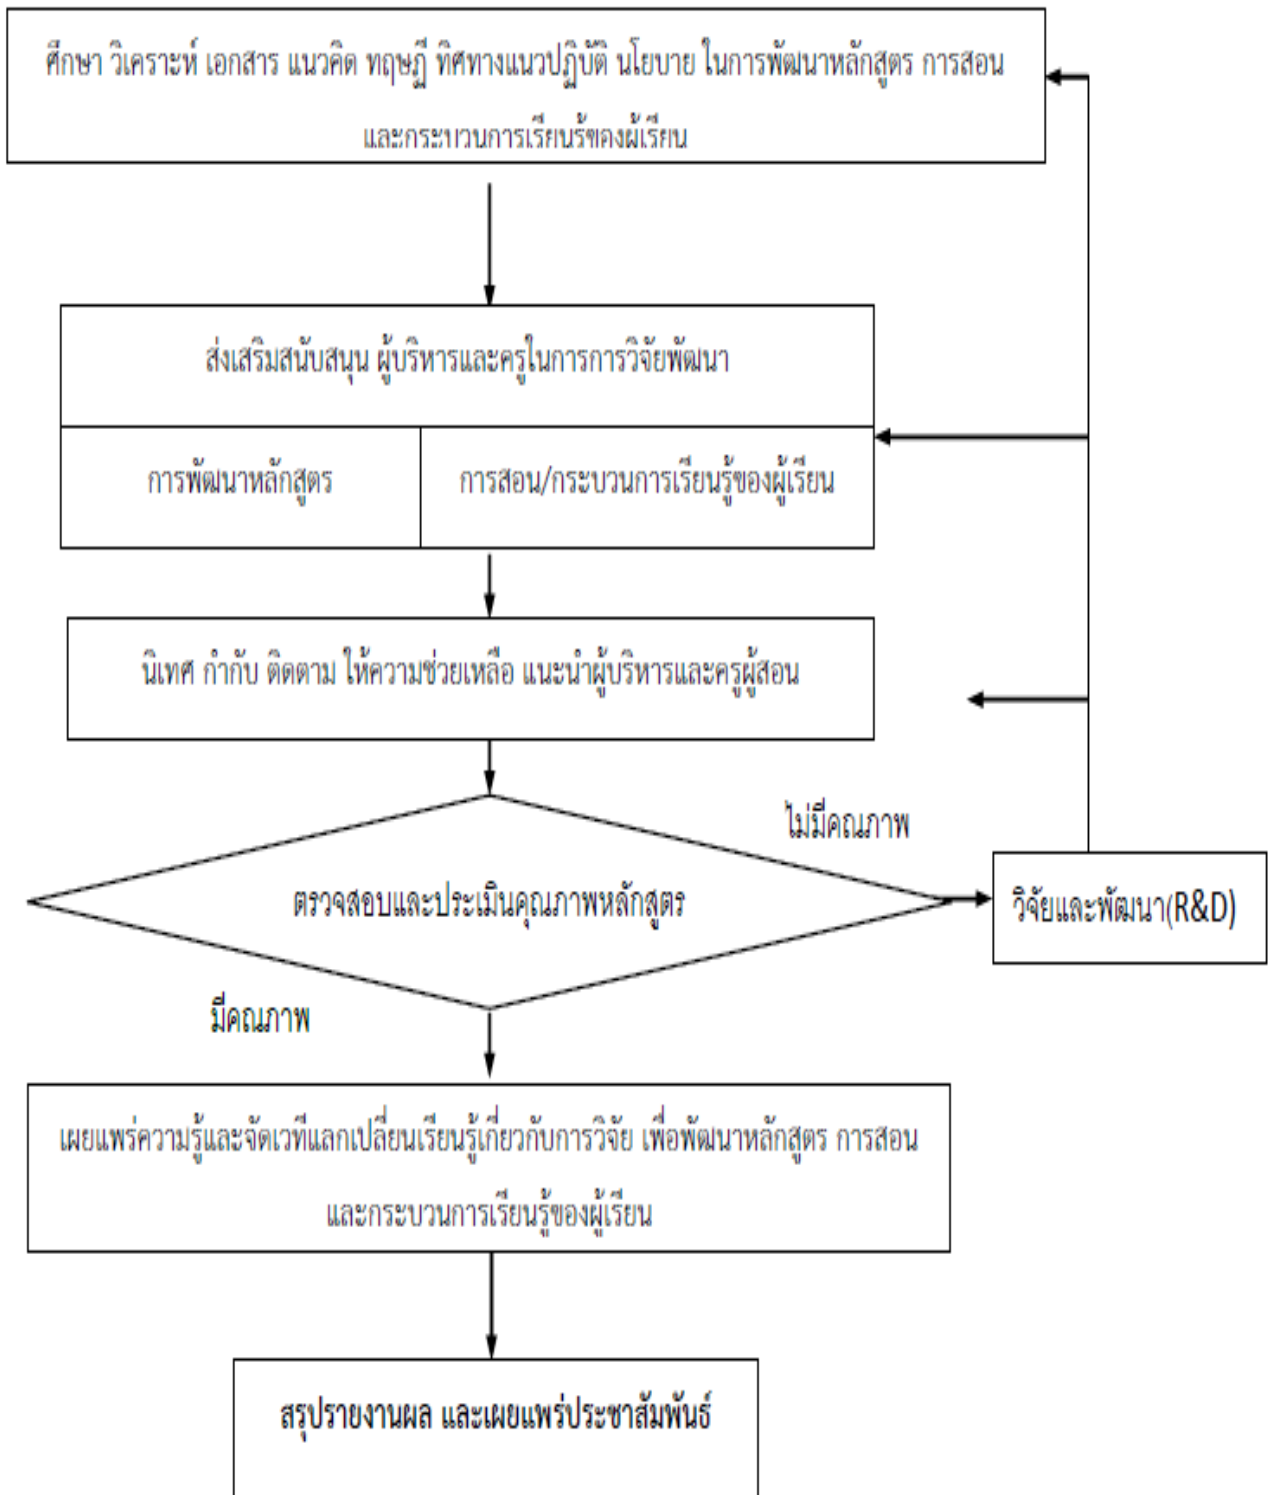 ศึกษา วิเคราะห์ เอกสาร แนวคิด ทฤษฎี ทิศทางแนวปฏิบัติ นโยบาย ในการพัฒนาหลักสูตร การสอน
และกระบวนการเรียนรู้ของผู้เรียน
ส่งเสริมสนับสนุน ผู้บริหารและครูในการการวิจัยพัฒนา
การพัฒนาหลักสูตร
การสอน/กระบวนการเรียนรู้ของผู้เรียน
นิเทศ กำกับ ติดตาม ให้ความช่วยเหลือ แนะนำผู้บริหารและครูผู้สอน
ไม่มีคุณภาพ
ตรวจสอบและประเมินคุณภาพหลักสูตร
วิจัยและพัฒนา(R&D)
มีคุณภาพ
เผยแพร่ความรู้และจัดเวทีแลกเปลี่ยนเรียนรู้เกี่ยวกับการวิจัย เพื่อพัฒนาหลักสูตร การสอน
และกระบวนการเรียนรู้ของผู้เรียน
สรุปรายงานผล และเผยแพร่ประชาสัมพันธ์